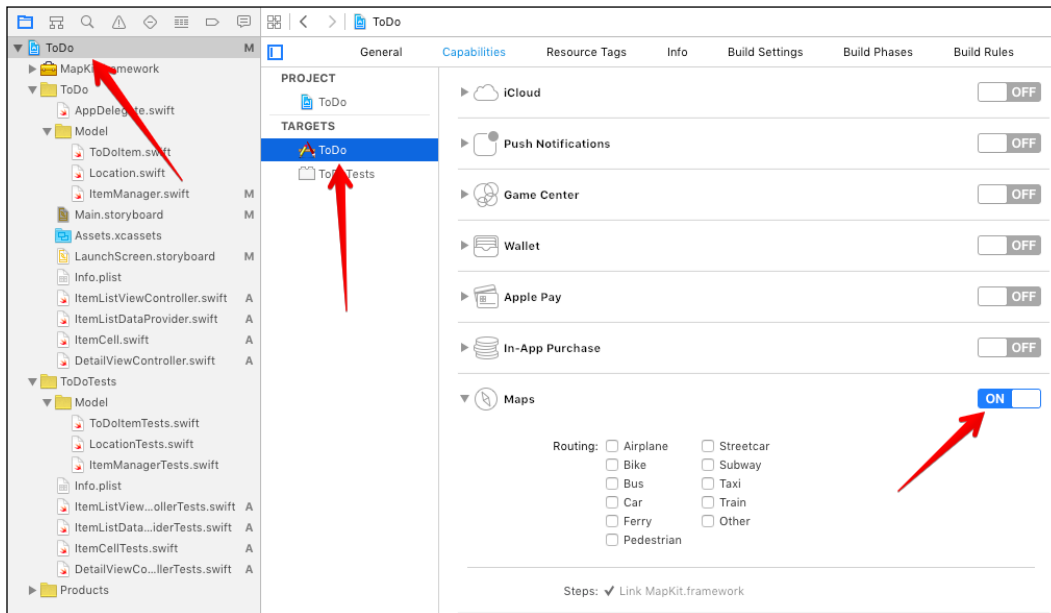 ToDo
ToDo M
MapKit.framework
ToDo
AppDelegate.swift
Model
ToDoItem.swift
Location.swift
ItemManager.swift M
Main.storyboard M
Assets.xcassets
LaunchScreen.storyboard M
Info.plist
ItemListViewController.swift A
ItemListDataProvider.swift A
ItemCell.swift A
DetailViewController.swift A
ToDoTests
Model
ToDoItemTests.swift
LocationTests.swift
ItemManagerTests.swift
Info.plist
ItemListView...ollerTests.swift A
ItemListData...iderTests.swift A
ItemCellTests.swift A
DetailViewCo...llerTests.swift A
Products
General Capabilities Resource Tags Info Build Settings Build Phases Build Rules
PROJECT
ToDo
TARGETS
ToDo
ToDoTests
iCloud OFF
Push Notifications OFF
Game Center OFF
Wallet OFF
Apple Pay OFF
In-App Purchase OFF
Maps ON
Routing: Airplane Streetcar
Bike Subway
Bus Taxi
Car Train
Ferry Other
Pedestrian
Steps: ✔ Link MapKit.framework